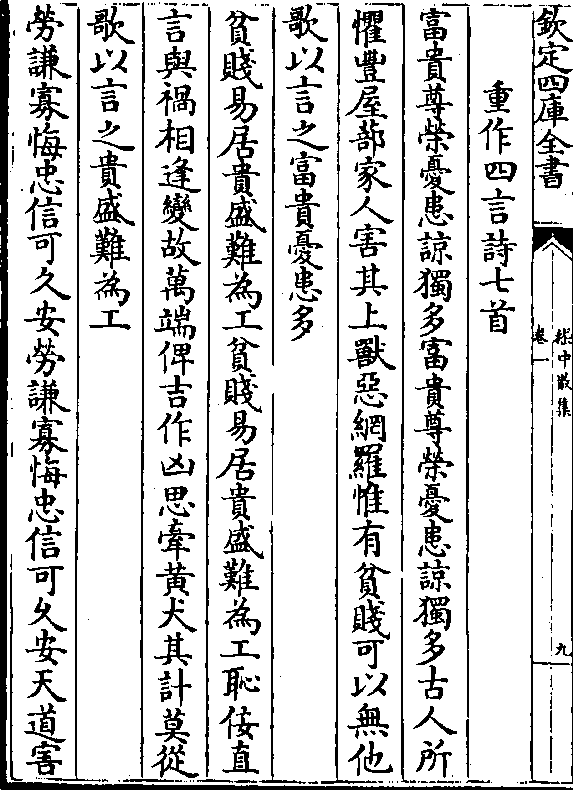 欽定四庫全書
嵇中散集
卷一
九
重作四言詩七首
富貴尊榮憂患諒獨多富貴尊榮憂患諒獨多古人所
懼豐屋蔀家人害其上獸惡網羅惟有貧賤可以無他
歌以言之富貴憂患多
貧賤易居貴盛難為工貧賤易居貴盛難為工恥佞直
言與禍相逢變故萬端俾吉作凶思牽黄犬其計莫從
歌以言之貴盛難為工
勞謙寡悔忠信可久安勞謙寡悔忠信可久安天道害